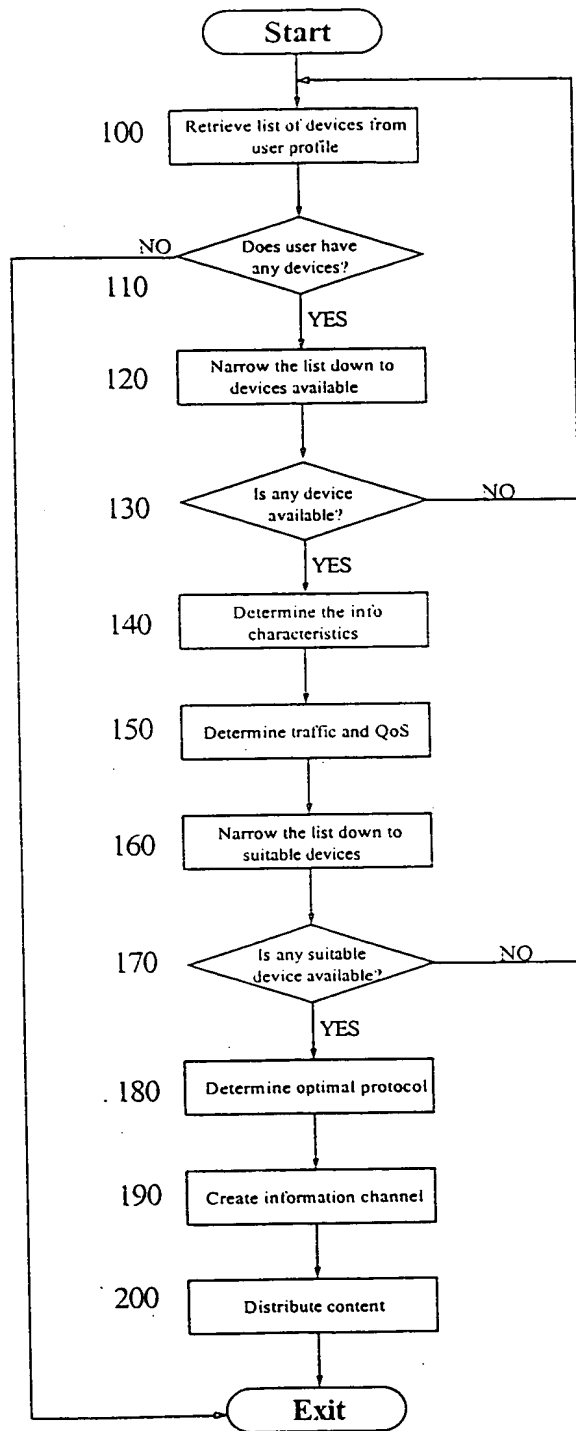 Start
100
Retrieve list of devices from
user profile
NO
Does user have
any devices?
110
YES
120
Narrow the list down to
devices available
130
Is any device
available?
NO
YES
140
Determine the info
characteristics
150
Determine traffic and QoS
160
Narrow the list down to
suitable devices
170
Is any suitable
device available?
NO
YES
180
Determine optimal protocol
190
Create information channel
200
Distribute content
Exit